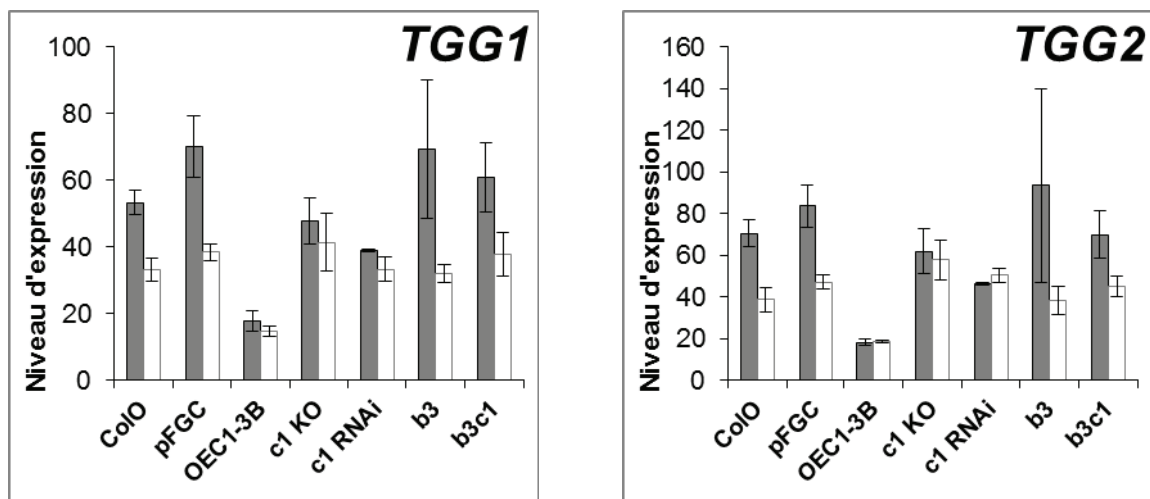 TGG1
Niveau d'expression
100
80
60
40
20
0
ColO
pFGC
OEC1-3B
c1 KO
c1 RNAi
b3
b3c1
TGG2
Niveau d'expression
160
140
120
100
80
60
40
20
0
ColO
pFGC
OEC1-3B
c1 KO
c1 RNAi
b3
b3c1